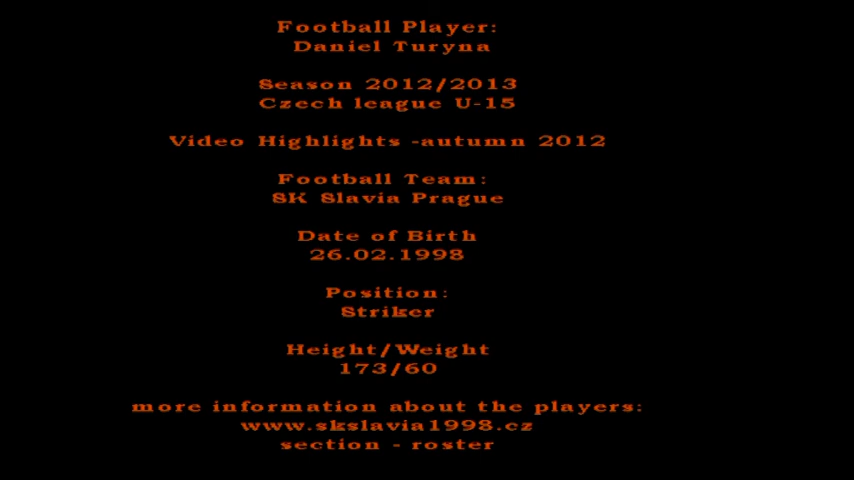 Football Player:
Daniel Turyna
Season 2012/2013
Czech league U-15
Video Highlights -autumn 2012
Football Team:
SK Slavia Prague
Date of Birth
26.02.1998
Position:
Striker
Height/Weight
173/60
more information about the players:
www.skslavia1998.cz
section - roster